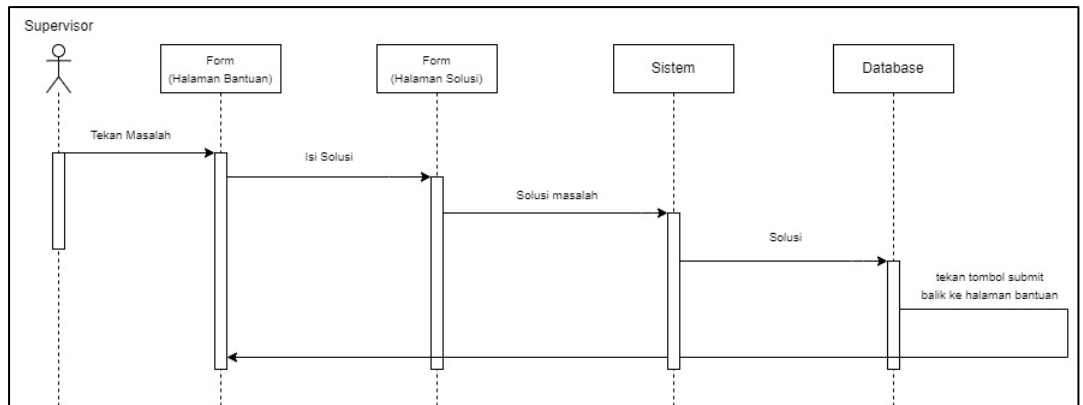 Supervisor
Form
(Halaman Bantuan)
Form
(Halaman Solusi)
Sistem
Database
Tekan Masalah
Isi Solusi
Solusi masalah
Solusi
tekan tombol submit
balik ke halaman bantuan